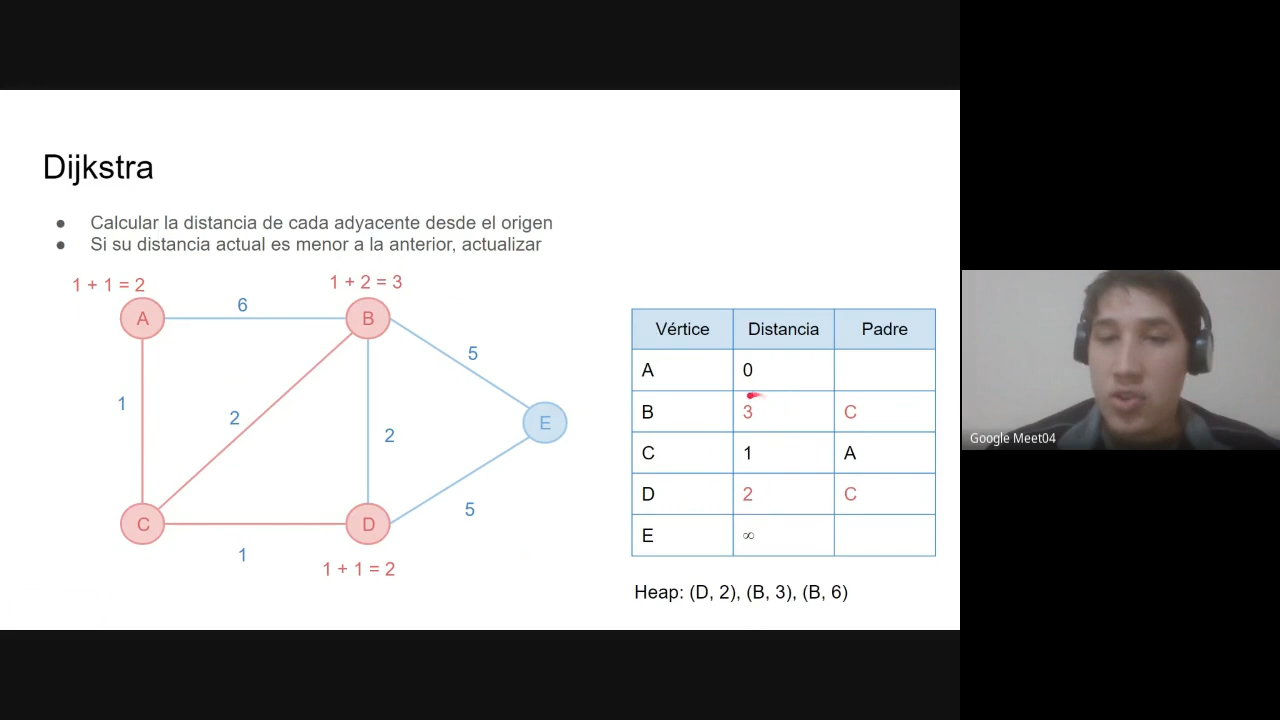 Dijkstra
● Calcular la distancia de cada adyacente desde el origen
● Si su distancia actual es menor a la anterior, actualizar
1 + 1 = 2
1 + 2 = 3
A
6
B
5
1
2
2
E
C
D
5
1
1 + 1 = 2
Vértice Distancia Padre
A 0
B 3 C
C 1 A
D 2 C
E ∞
Heap: (D, 2), (B, 3), (B, 6)
Google Meet04